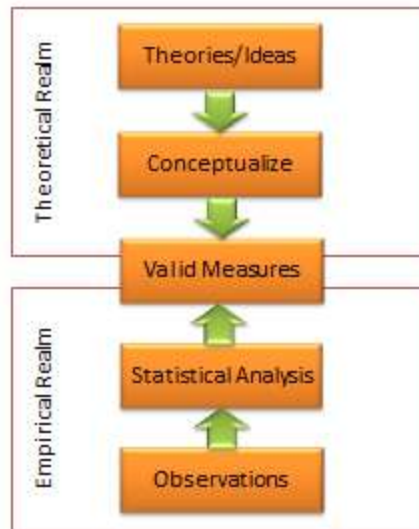 Theoretical Realm
Theories/Ideas
Conceptualize
Valid Measures
Empirical Realm
Statistical Analysis
Observations